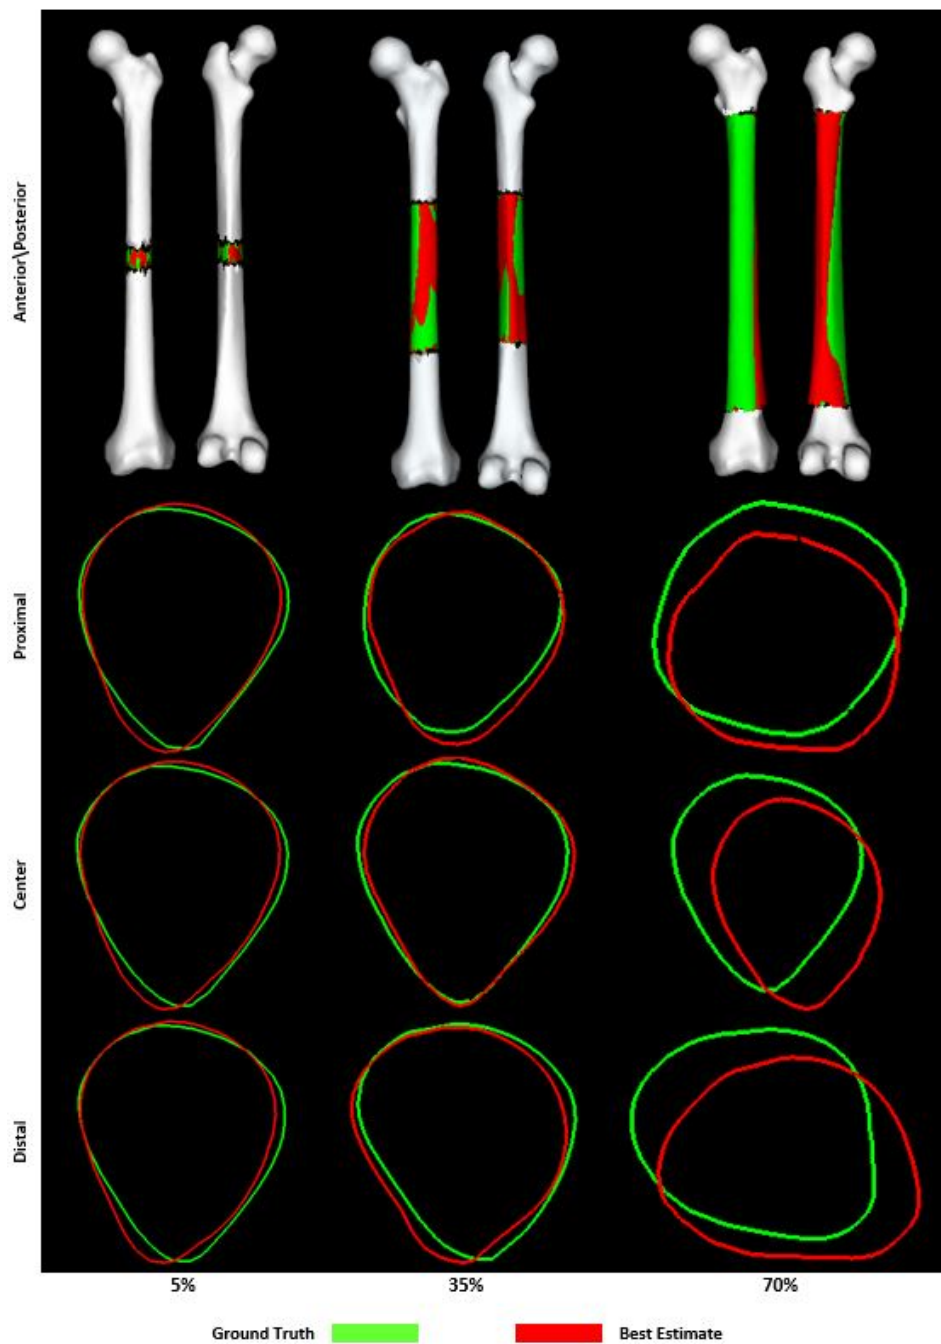 Anterior\Posterior
Proximal
Center
Distal
5% 35% 70%
Ground Truth Best Estimate